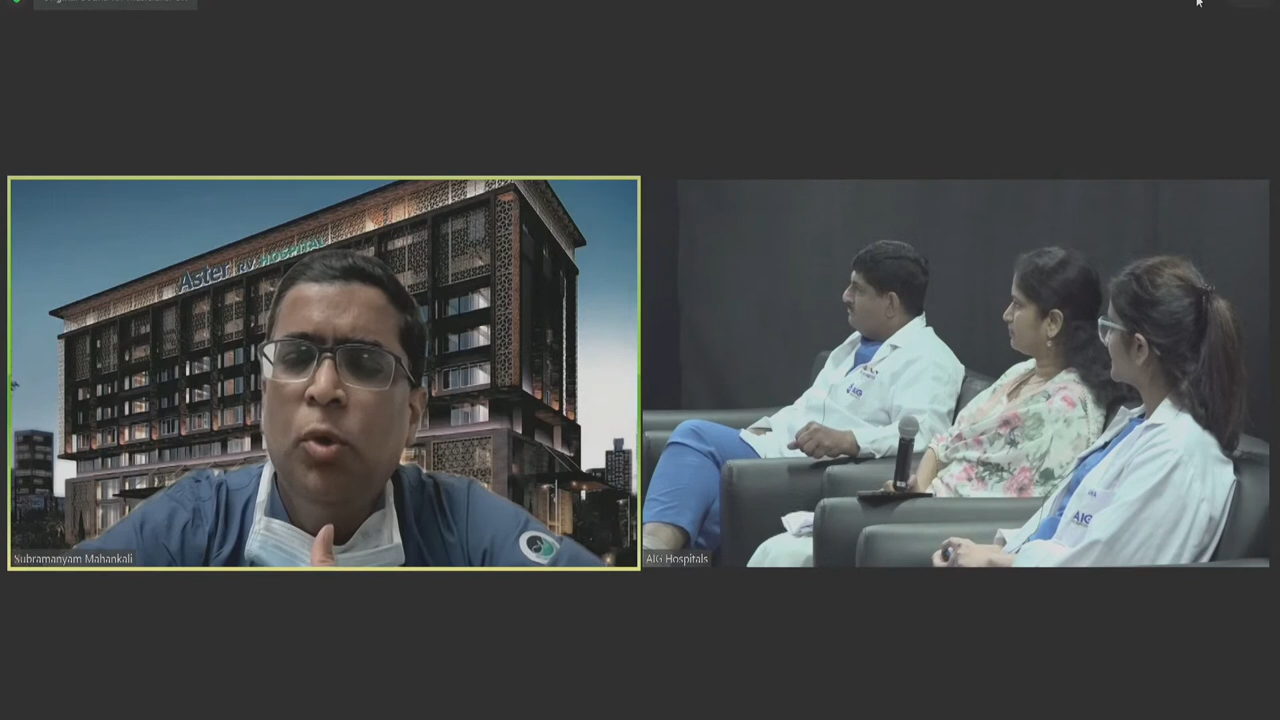 Aster RV HOSPITAL
Subramanyam Mahankali
AIG Hospitals
AIG
AIG